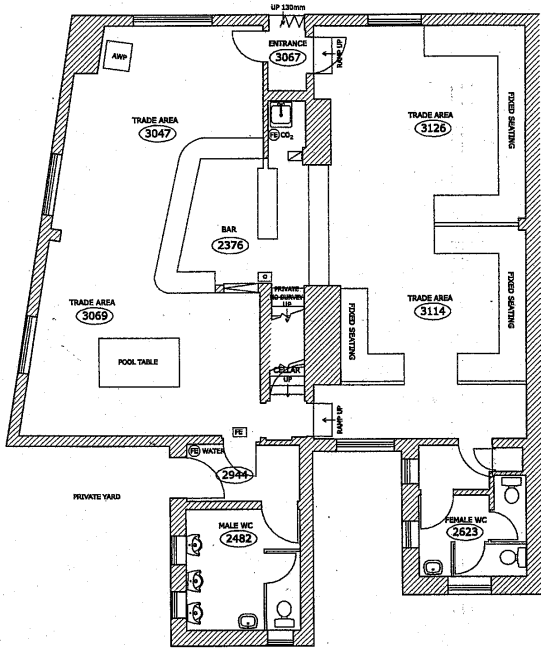 UP 130mm
ENTRANCE
3067
RAMP UP
AWP
TRADE AREA
3047
FE CO₂
TRADE AREA
3126
FIXED SEATING
BAR
2376
PRIVATE
NO SURVEY
UP
TRADE AREA
3069
TRADE AREA
3114
FIXED SEATING
FIXED SEATING
POOL TABLE
CELLAR
UP
RAMP UP
FE
FE WATER
2944
PRIVATE YARD
MALE WC
2482
FEMALE WC
2623